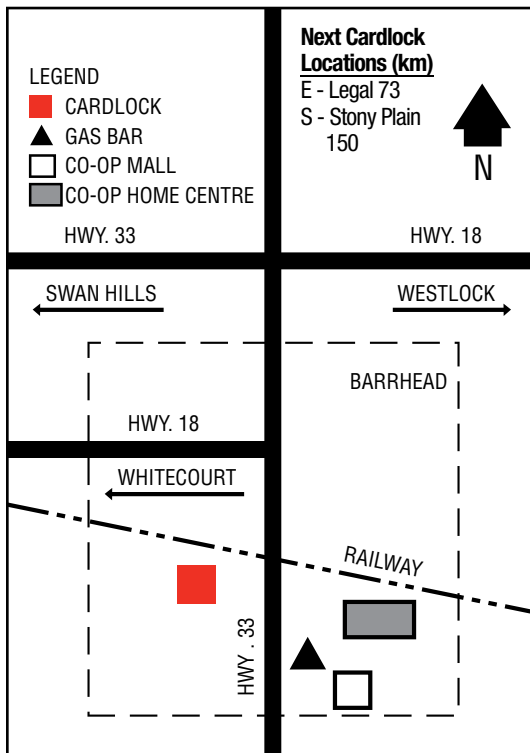 Next Cardlock
Locations (km)
E - Legal 73
S - Stony Plain
150
N
LEGEND
CARDLOCK
GAS BAR
CO-OP MALL
CO-OP HOME CENTRE
HWY. 33
HWY. 18
SWAN HILLS
WESTLOCK
BARRHEAD
HWY. 18
WHITECOURT
RAILWAY
HWY . 33